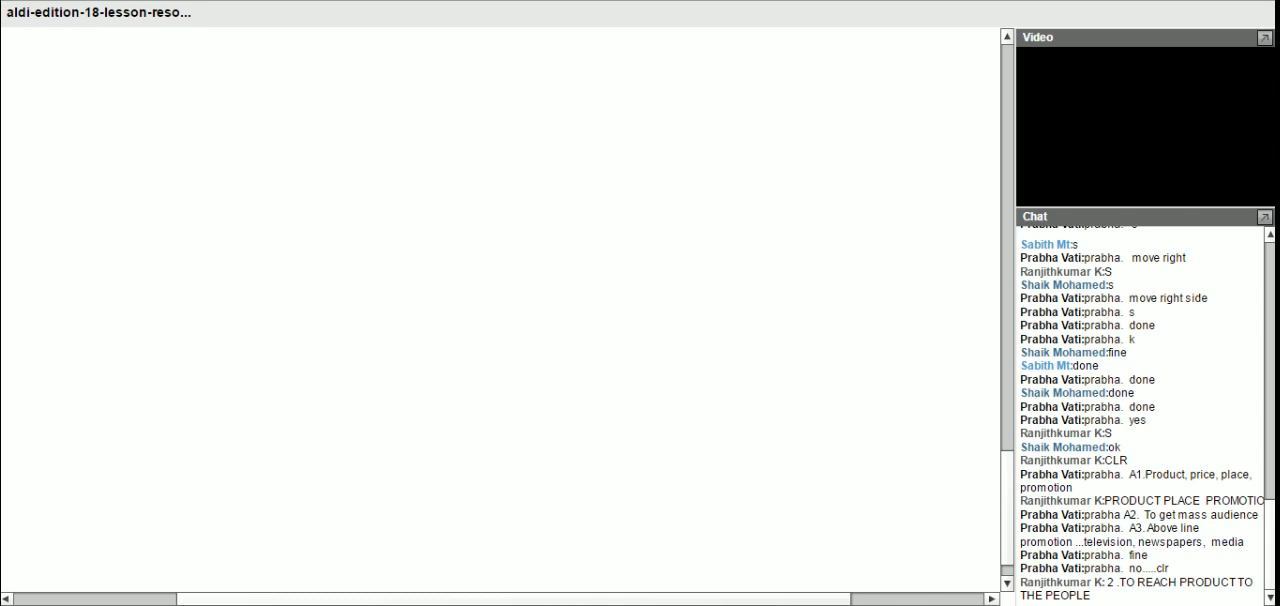 aldi-edition-18-lesson-reso...
Video
Chat
Sabith Mt:s
Prabha Vati:prabha.  move right
Ranjithkumar K:S
Shaik Mohamed:s
Prabha Vati:prabha.  move right side
Prabha Vati:prabha.  s
Prabha Vati:prabha.  done
Prabha Vati:prabha.  k
Shaik Mohamed:fine
Sabith Mt:done
Prabha Vati:prabha.  done
Shaik Mohamed:done
Prabha Vati:prabha.  done
Prabha Vati:prabha.  yes
Ranjithkumar K:S
Shaik Mohamed:ok
Ranjithkumar K:CLR
Prabha Vati:prabha.  A1.Product, price, place,
promotion
Ranjithkumar K:PRODUCT PLACE  PROMOTIO
Prabha Vati:prabha A2.  To get mass audience
Prabha Vati:prabha.  A3. Above line
promotion ...television, newspapers,  media
Prabha Vati:prabha.  fine
Prabha Vati:prabha.  no.....clr
Ranjithkumar K: 2 .TO REACH PRODUCT TO
THE PEOPLE